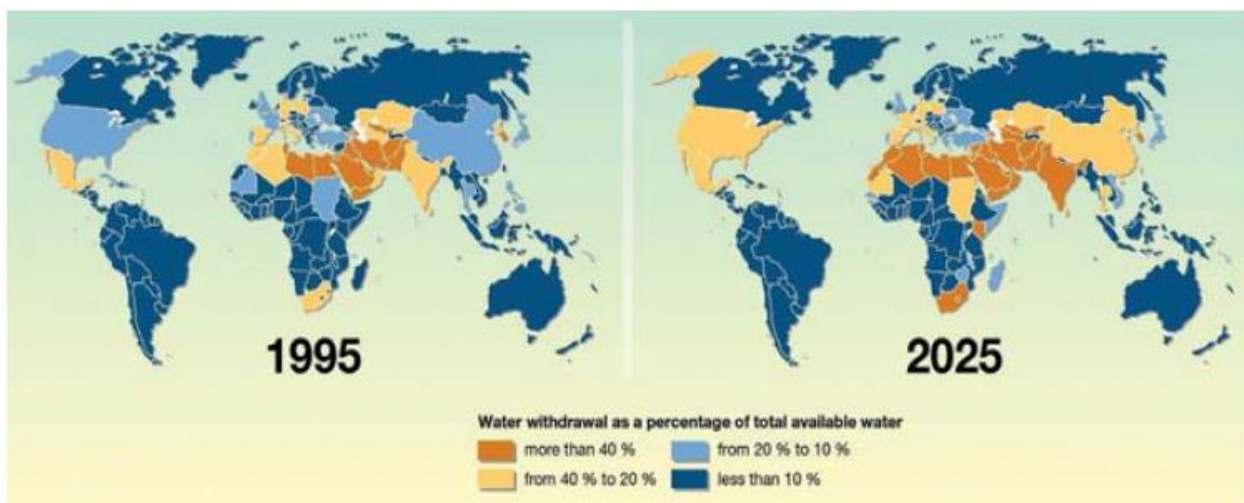 1995
2025
Water withdrawal as a percentage of total available water
more than 40 %
from 20 % to 10 %
from 40 % to 20 %
less than 10 %